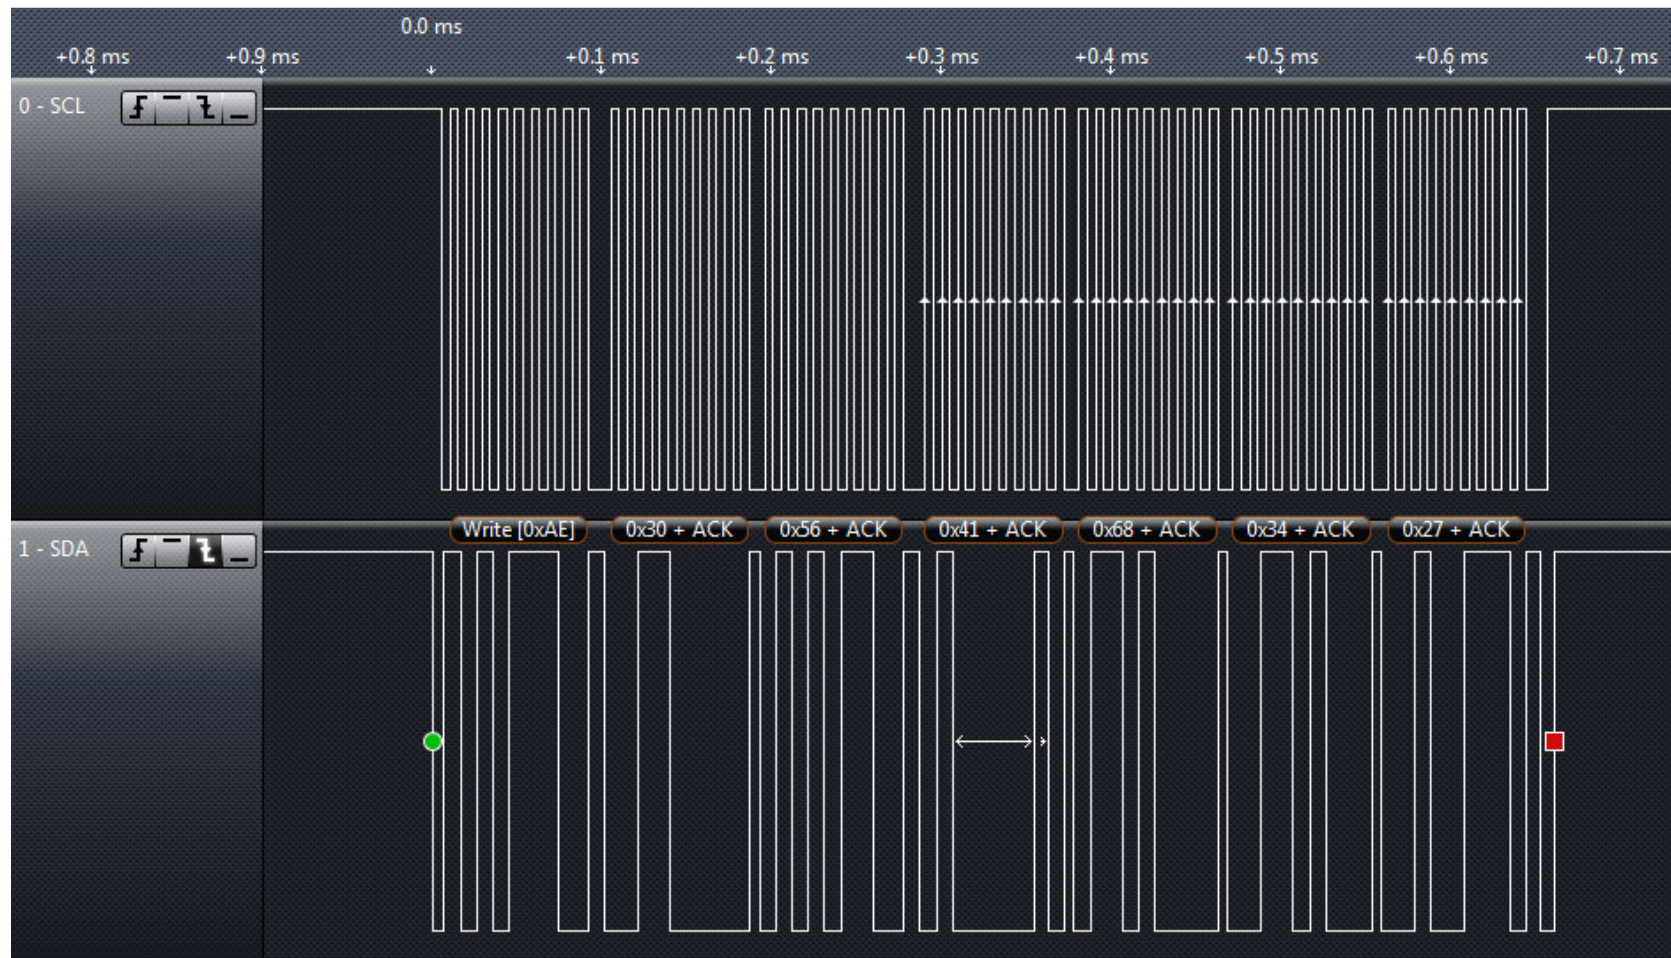 0.0 ms
+0.8 ms +0.9 ms +0.1 ms +0.2 ms +0.3 ms +0.4 ms +0.5 ms +0.6 ms +0.7 ms
0 - SCL
Write [0xAE] 0x30 + ACK 0x56 + ACK 0x41 + ACK 0x68 + ACK 0x34 + ACK 0x27 + ACK
1 - SDA